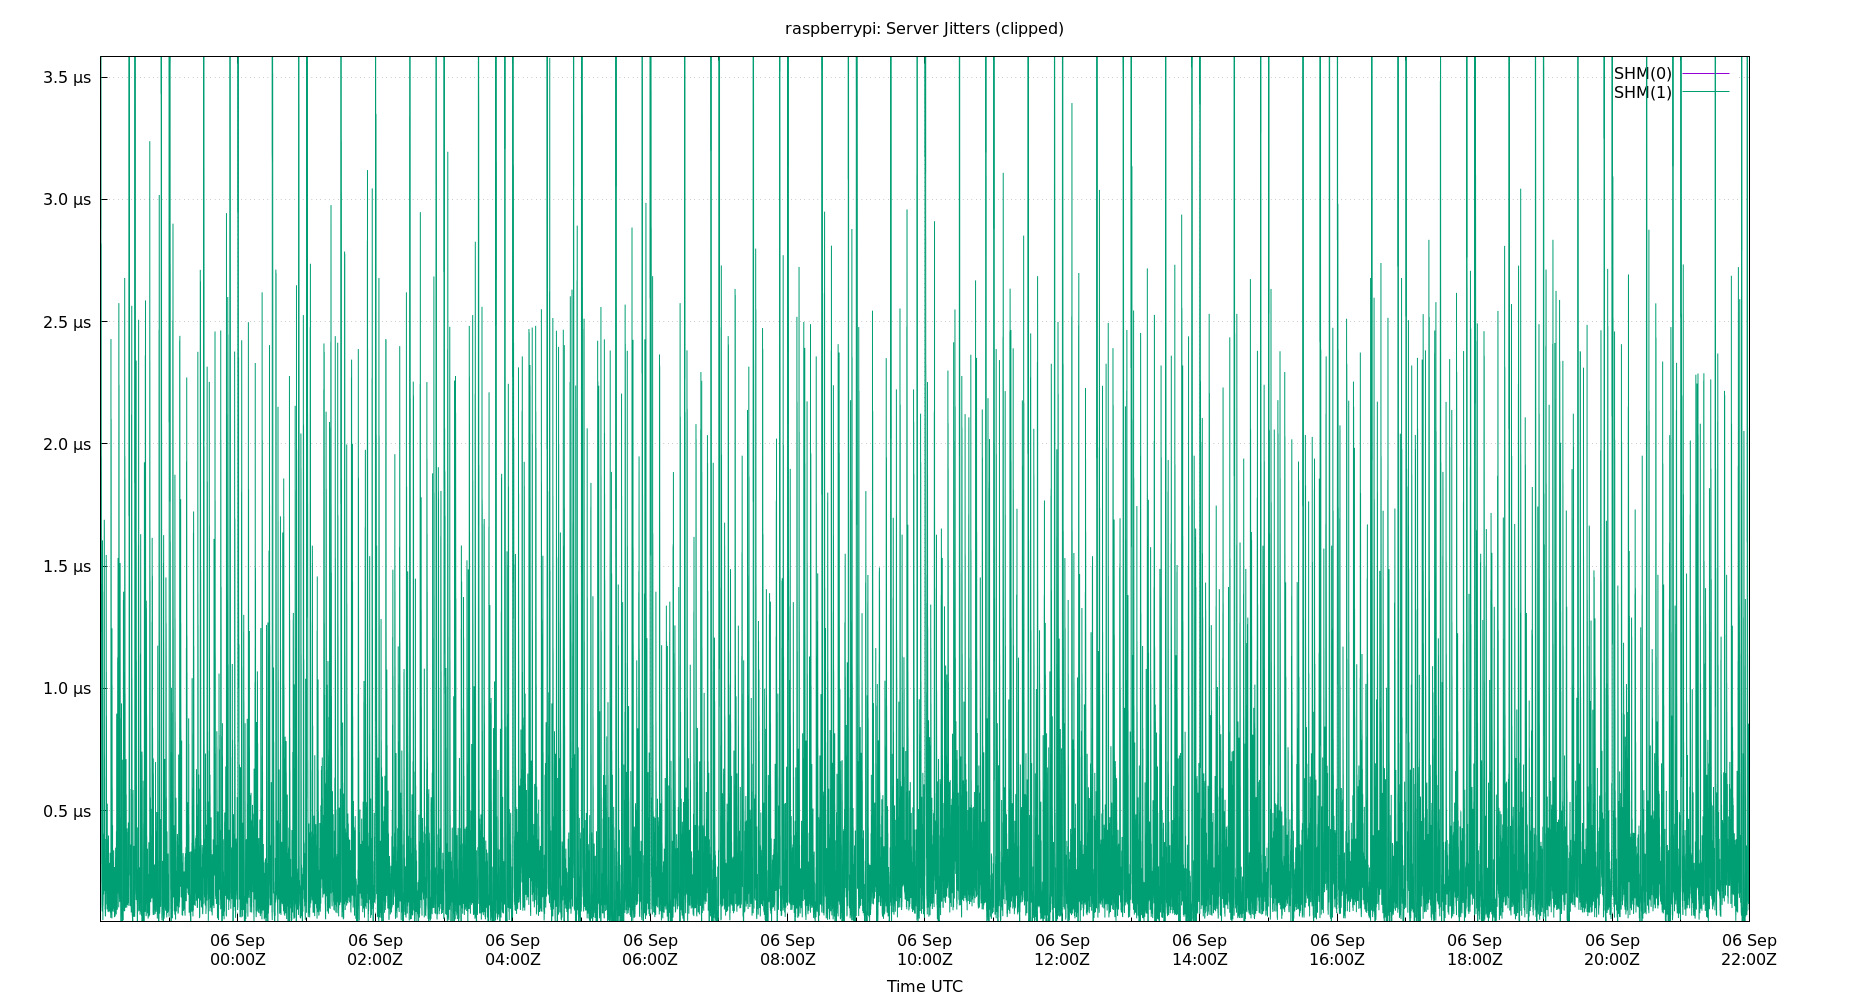 raspberrypi: Server Jitters (clipped)
3.5 µs
3.0 µs
2.5 µs
2.0 µs
1.5 µs
1.0 µs
0.5 µs
SHM(0)
SHM(1)
06 Sep 06 Sep 06 Sep 06 Sep 06 Sep 06 Sep 06 Sep 06 Sep 06 Sep 06 Sep 06 Sep 06 Sep
00:00Z 02:00Z 04:00Z 06:00Z 08:00Z 10:00Z 12:00Z 14:00Z 16:00Z 18:00Z 20:00Z 22:00Z
Time UTC